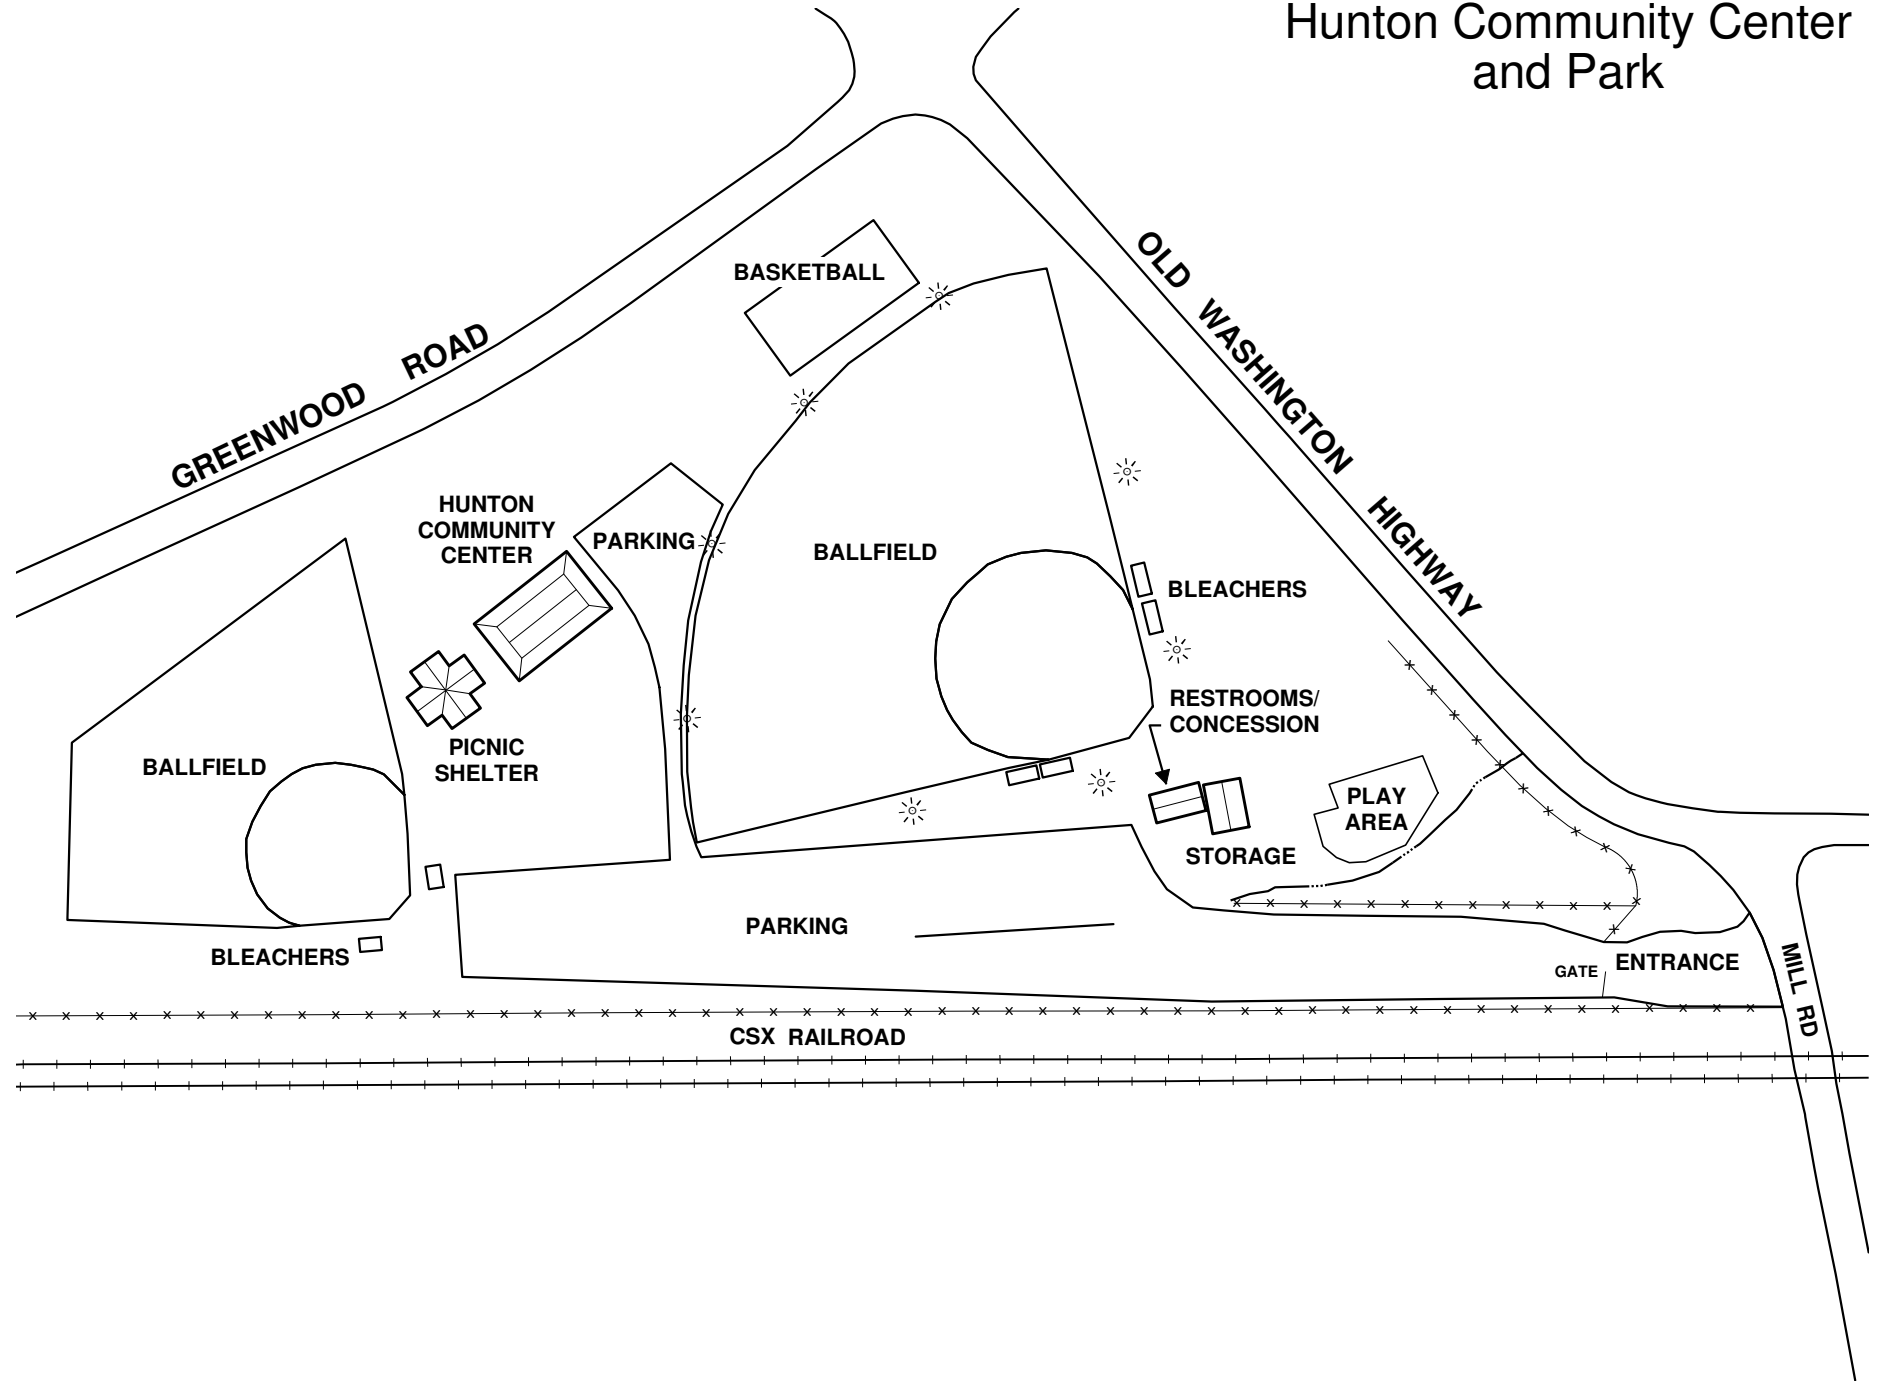 Hunton Community Center
and Park
OLD WASHINGTON HIGHWAY
BASKETBALL
GREENWOOD ROAD
HUNTON
COMMUNITY
CENTER
PARKING
BALLFIELD
BLEACHERS
RESTROOMS/
CONCESSION
PICNIC
SHELTER
BALLFIELD
PLAY
AREA
STORAGE
PARKING
BLEACHERS
GATE
ENTRANCE
MILL RD
CSX RAILROAD